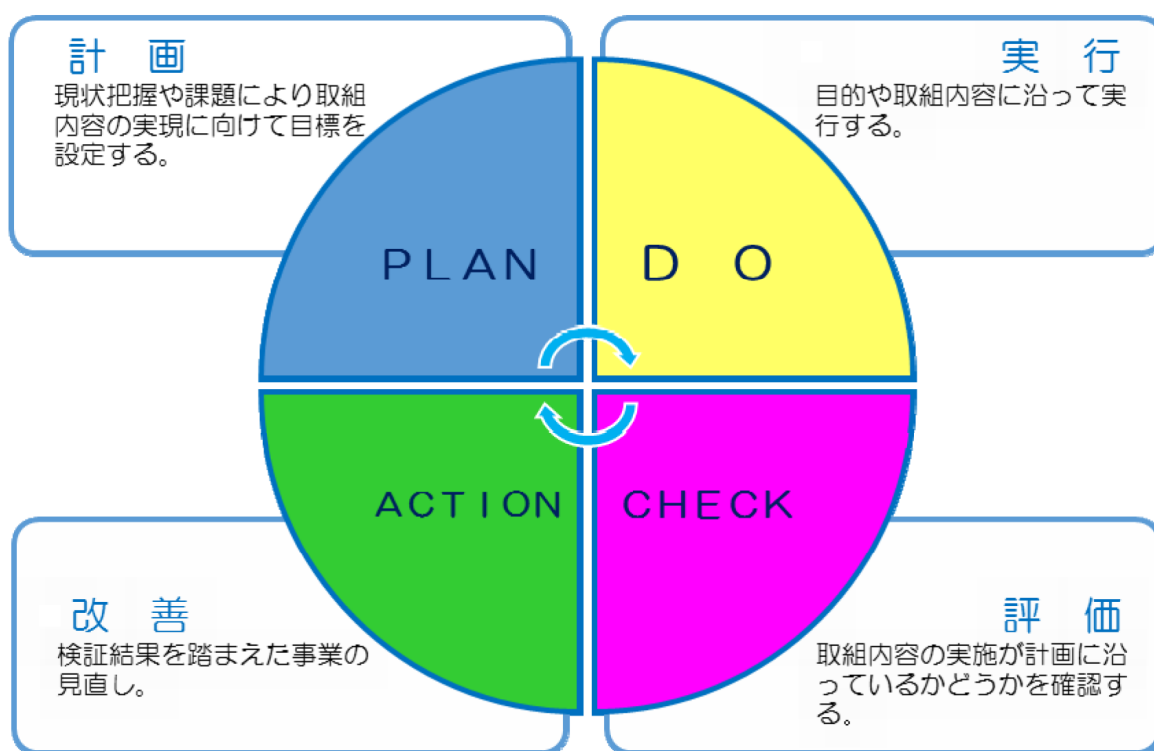 計　画
現状把握や課題により取組
内容の実現に向けて目標を
設定する。
実　行
目的や取組内容に沿って実
行する。
ＰＬＡＮ
Ｄ　Ｏ
ＡＣＴＩＯＮ
ＣＨＥＣＫ
改　善
検証結果を踏まえた事業の
見直し。
評　価
取組内容の実施が計画に沿
っているかどうかを確認す
る。